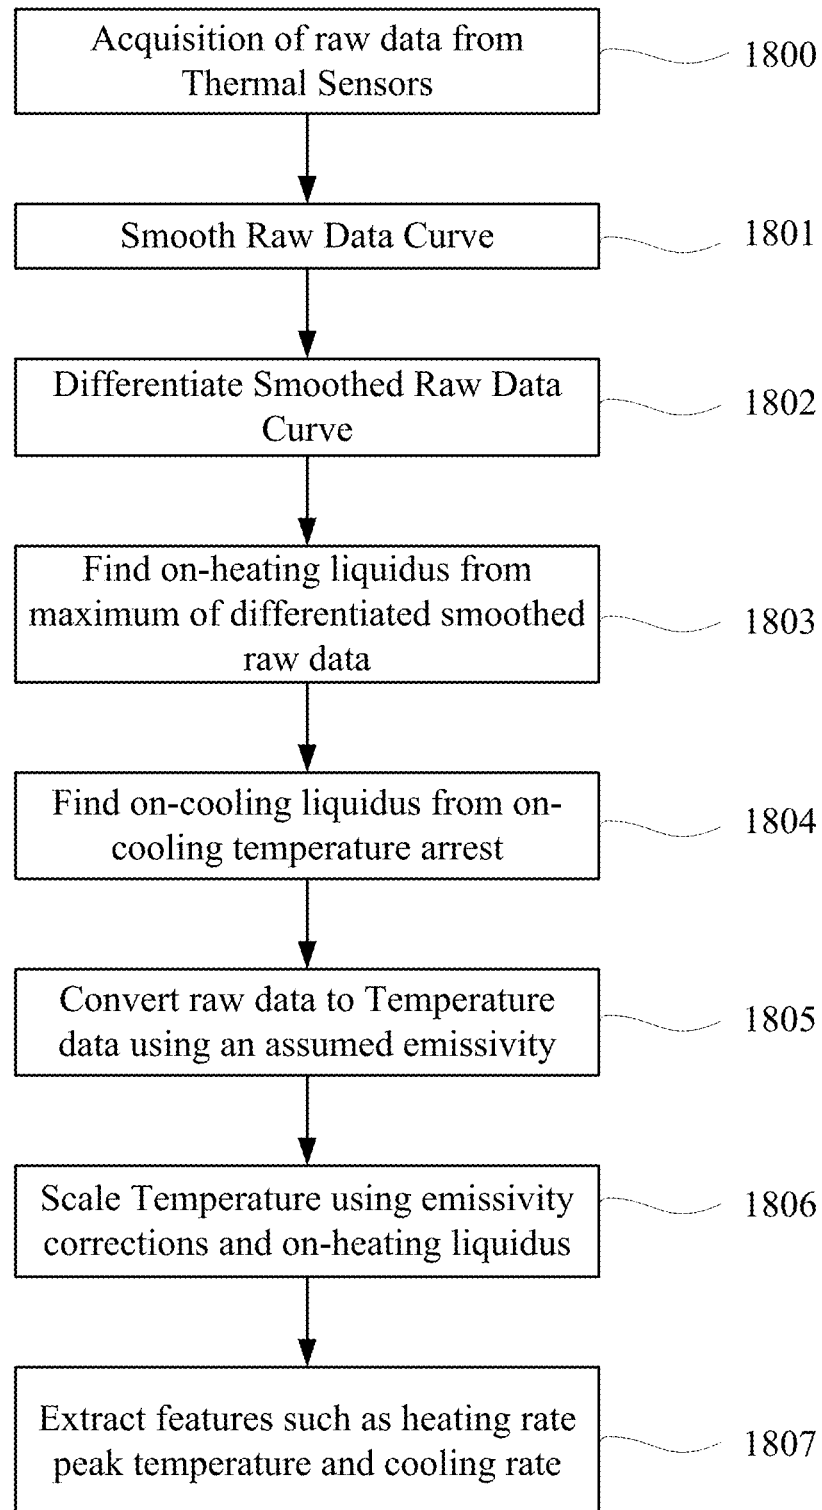 Acquisition of raw data from
Thermal Sensors
1800
Smooth Raw Data Curve
1801
Differentiate Smoothed Raw Data
Curve
1802
Find on-heating liquidus from
maximum of differentiated smoothed
raw data
1803
Find on-cooling liquidus from on-
cooling temperature arrest
1804
Convert raw data to Temperature
data using an assumed emissivity
1805
Scale Temperature using emissivity
corrections and on-heating liquidus
1806
Extract features such as heating rate
peak temperature and cooling rate
1807